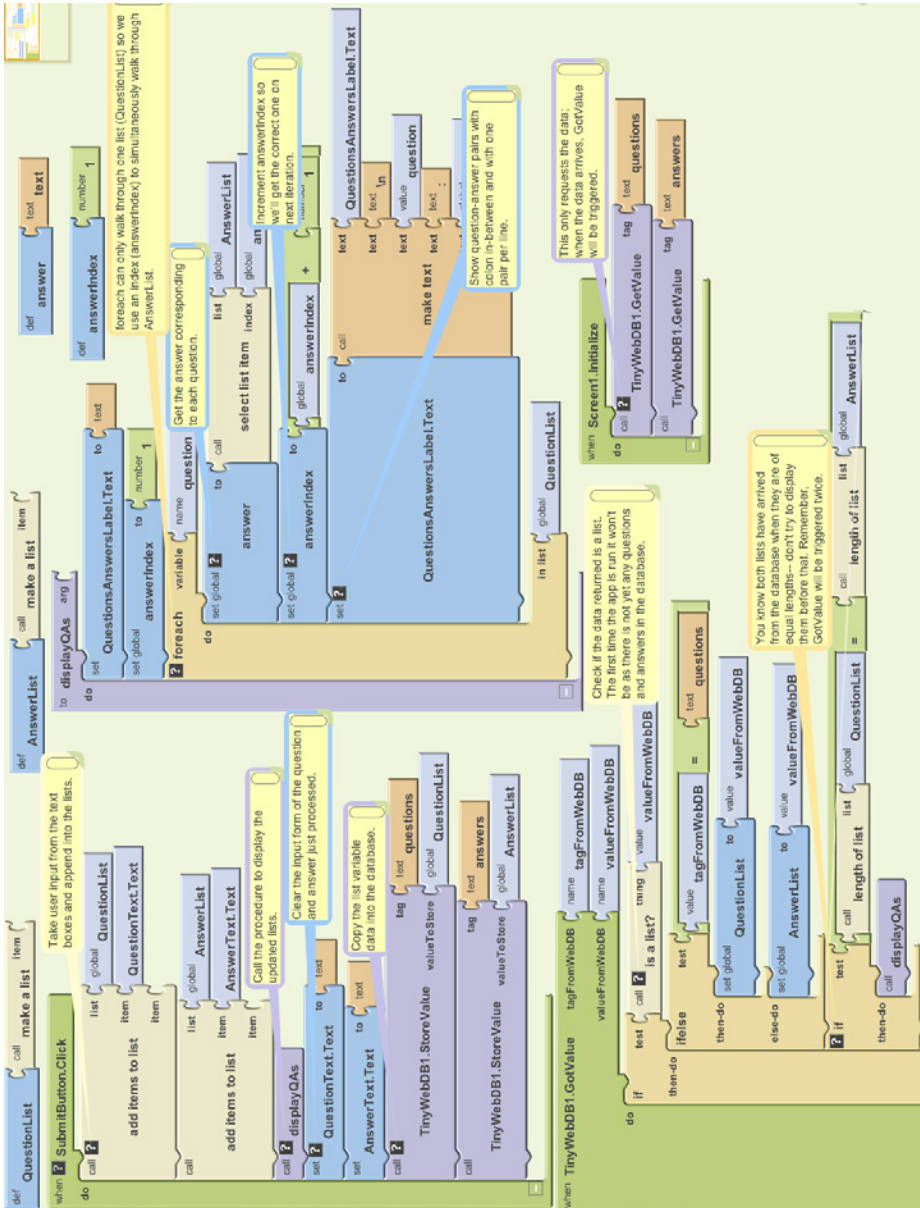 def QuestionList call make a list item
def AnswerList call make a list item
def answer text text
def answerIndex number 1
when SubmitButton.Click
do
call add items to list
list global QuestionList
item QuestionText.Text
item
Take user input from the text
boxes and append into the lists.
call add items to list
list global AnswerList
item AnswerText.Text
item
call displayQAs
Call the procedure to display the
updated lists.
set QuestionText.Text to text
set AnswerText.Text to text
Clear the input form of the question
and answer just processed.
call TinyWebDB1.StoreValue
tag text questions
valueToStore global QuestionList
Copy the list variable
data into the database.
call TinyWebDB1.StoreValue
tag text answers
valueToStore global AnswerList
to displayQAs arg
do
set QuestionsAnswersLabel.Text to text
set global answerIndex to number 1
foreach variable name question
foreach can only walk through one list (QuestionList) so we
use an index (answerIndex) to simultaneously walk through
AnswerList.
do
set global answer to call select list item
list global AnswerList
index global
Get the answer corresponding
to each question.
set global answerIndex to global answerIndex + number 1
Increment answerIndex so
we'll get the correct one on
next iteration.
set QuestionsAnswersLabel.Text to call make text
text QuestionsAnswersLabel.Text
text text \n
text value question
text text :
text
Show question-answer pairs with
colon in-between and with one
pair per line.
in list global QuestionList
when TinyWebDB1.GotValue
tagFromWebDB name tagFromWebDB
valueFromWebDB name valueFromWebDB
do
if
test call is a list? thing value valueFromWebDB
Check if the data returned is a list.
The first time the app is run it won't
be as there is not yet any questions
and answers in the database.
then-do
ifelse
test value tagFromWebDB = text questions
then-do
set global QuestionList to value valueFromWebDB
else-do
set global AnswerList to value valueFromWebDB
if
test call length of list list global QuestionList = call length of list list global AnswerList
You know both lists have arrived
from the database when they are of
equal lengths-- don't try to display
them before that. Remember,
GotValue will be triggered twice.
then-do
call displayQAs
when Screen1.Initialize
do
call TinyWebDB1.GetValue tag text questions
call TinyWebDB1.GetValue tag text answers
This only requests the data;
when the data arrives, GotValue
will be triggered.